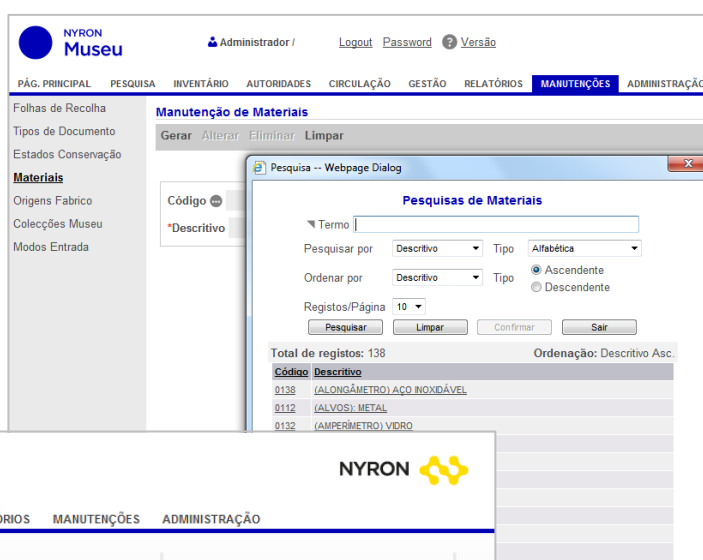 NYRON
Museu
Administrador /
Logout Password ? Versão
PÁG. PRINCIPAL PESQUISA INVENTÁRIO AUTORIDADES CIRCULAÇÃO GESTÃO RELATÓRIOS MANUTENÇÕES ADMINISTRAÇÃO
Folhas de Recolha
Tipos de Documento
Estados Conservação
Materiais
Origens Fabrico
Colecções Museu
Modos Entrada
Manutenção de Materiais
Gerar Alterar Eliminar Limpar
Código
*Descritivo
Pesquisa -- Webpage Dialog
Pesquisas de Materiais
Termo
Pesquisar por Descritivo Tipo Alfabética
Ordenar por Descritivo Tipo Ascendente
Descendente
Registos/Página 10
Pesquisar Limpar Confirmar Sair
Total de registos: 138 Ordenação: Descritivo Asc.
Código Descritivo
0138 (ALONGÂMETRO) AÇO INOXIDÁVEL
0112 (ALVOS): METAL
0132 (AMPERÍMETRO) VIDRO
NYRON
ÓRIOS MANUTENÇÕES ADMINISTRAÇÃO